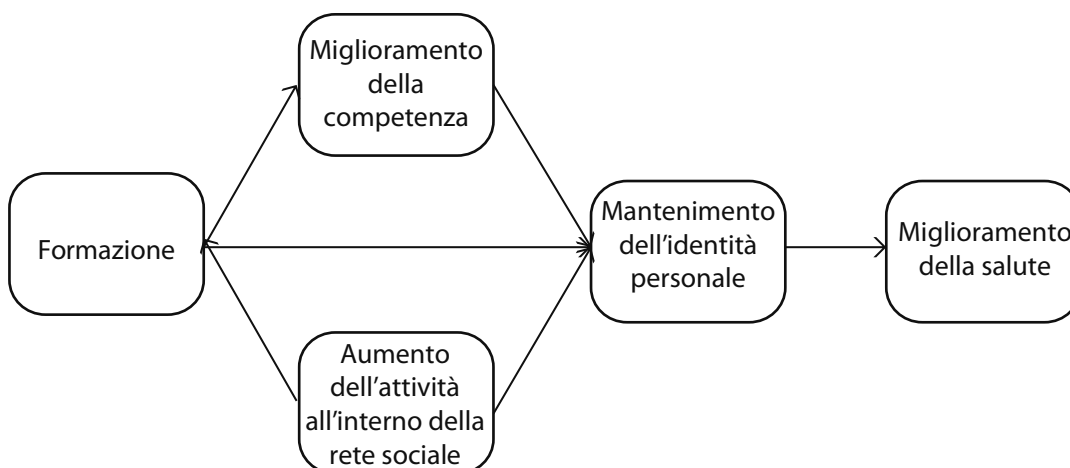 Miglioramento
della
competenza
Formazione
Mantenimento
dell’identità
personale
Miglioramento
della salute
Aumento
dell’attività
all’interno della
rete sociale